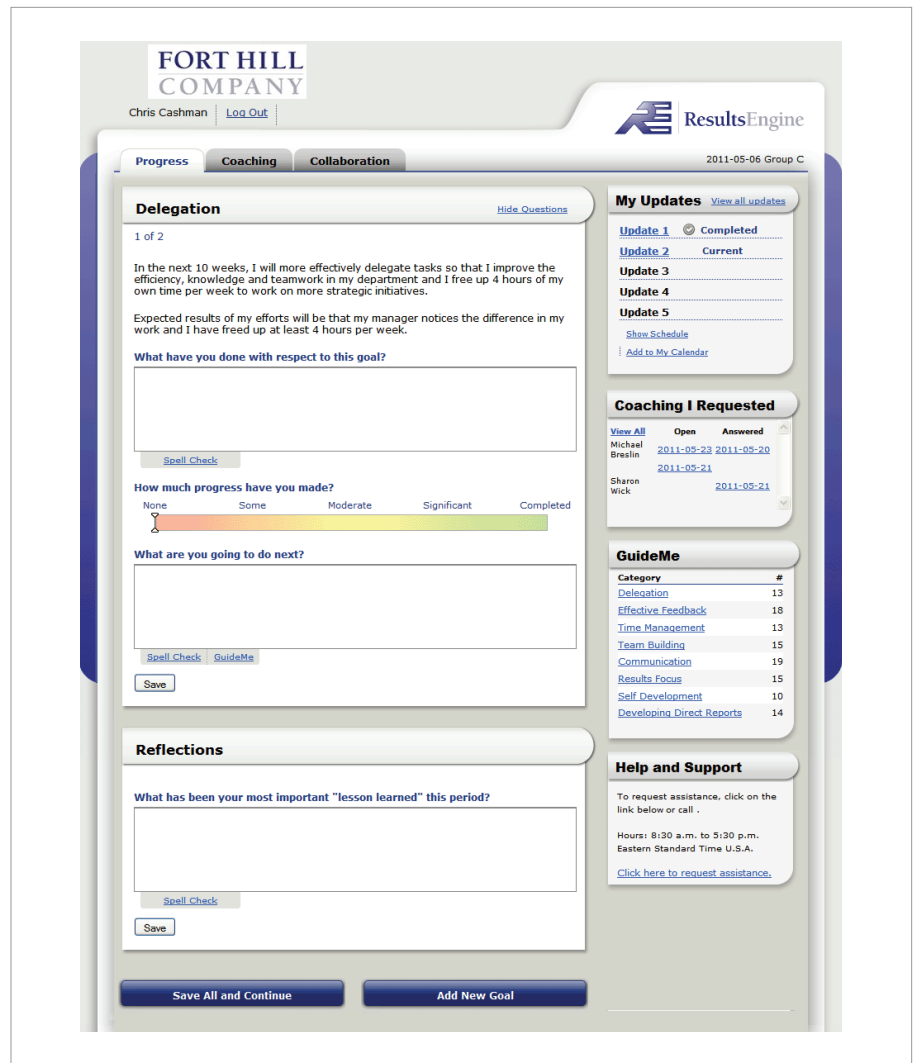 FORT HILL
COMPANY
Chris Cashman Log Out
ResultsEngine
Progress Coaching Collaboration
2011-05-06 Group C
Delegation Hide Questions
1 of 2
In the next 10 weeks, I will more effectively delegate tasks so that I improve the
efficiency, knowledge and teamwork in my department and I free up 4 hours of my
own time per week to work on more strategic initiatives.
Expected results of my efforts will be that my manager notices the difference in my
work and I have freed up at least 4 hours per week.
What have you done with respect to this goal?
Spell Check
How much progress have you made?
None Some Moderate Significant Completed
What are you going to do next?
Spell Check GuideMe
Save
Reflections
What has been your most important "lesson learned" this period?
Spell Check
Save
Save All and Continue Add New Goal
My Updates View all updates
Update 1 Completed
Update 2 Current
Update 3
Update 4
Update 5
Show Schedule
Add to My Calendar
Coaching I Requested
View All Open Answered
Michael
Breslin 2011-05-23 2011-05-20
2011-05-21
Sharon
Wick 2011-05-21
GuideMe
Category #
Delegation 13
Effective Feedback 18
Time Management 13
Team Building 15
Communication 19
Results Focus 15
Self Development 10
Developing Direct Reports 14
Help and Support
To request assistance, click on the
link below or call .
Hours: 8:30 a.m. to 5:30 p.m.
Eastern Standard Time U.S.A.
Click here to request assistance.